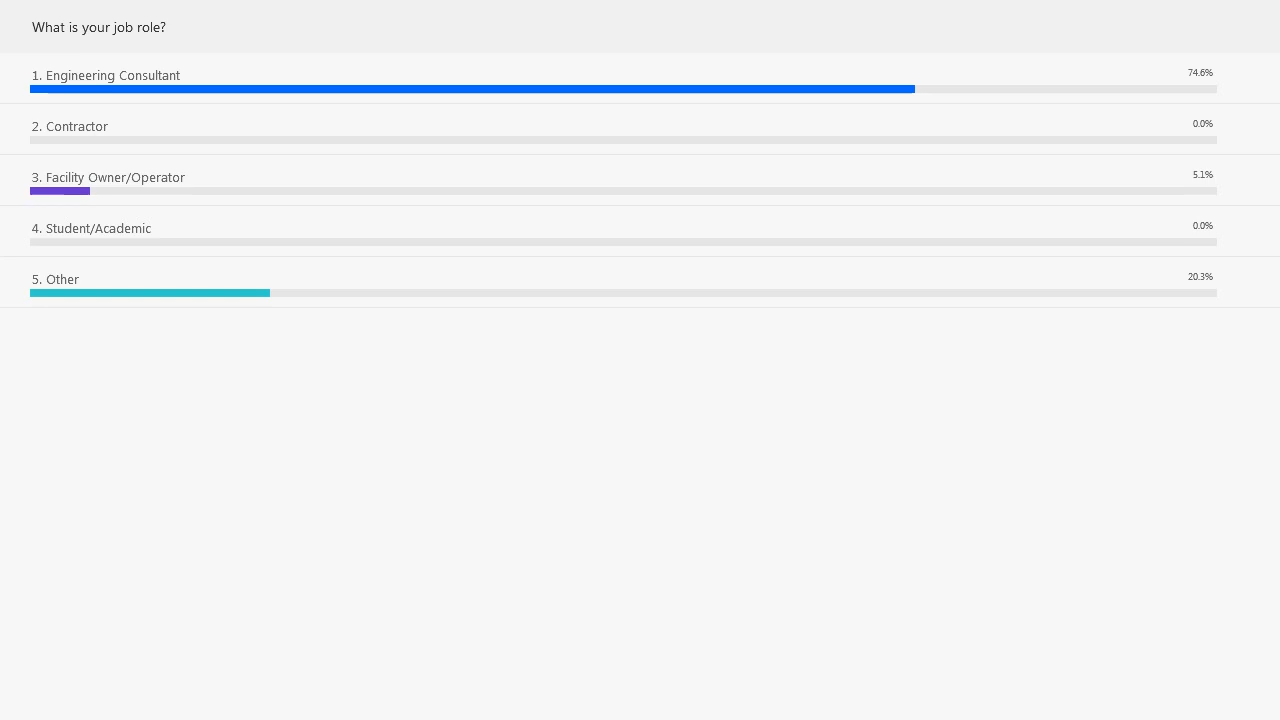 What is your job role?
1. Engineering Consultant
74.6%
2. Contractor
0.0%
3. Facility Owner/Operator
5.1%
4. Student/Academic
0.0%
5. Other
20.3%